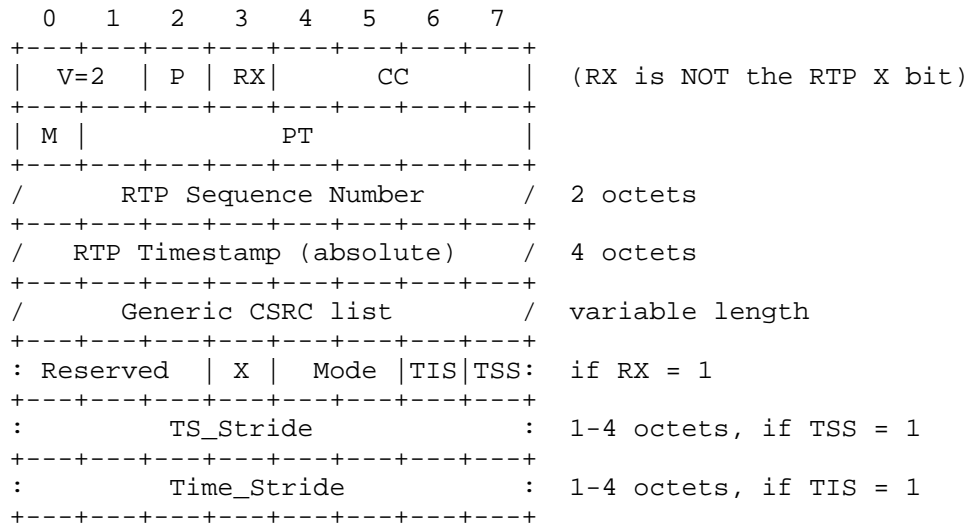 0   1   2   3   4   5   6   7
+---+---+---+---+---+---+---+---+
|  V=2  | P | RX|      CC       |  (RX is NOT the RTP X bit)
+---+---+---+---+---+---+---+---+
| M |            PT             |
+---+---+---+---+---+---+---+---+
/      RTP Sequence Number      /  2 octets
+---+---+---+---+---+---+---+---+
/   RTP Timestamp (absolute)    /  4 octets
+---+---+---+---+---+---+---+---+
/      Generic CSRC list        /  variable length
+---+---+---+---+---+---+---+---+
: Reserved  | X |  Mode |TIS|TSS:  if RX = 1
+---+---+---+---+---+---+---+---+
:         TS_Stride             :  1-4 octets, if TSS = 1
+---+---+---+---+---+---+---+---+
:         Time_Stride           :  1-4 octets, if TIS = 1
+---+---+---+---+---+---+---+---+